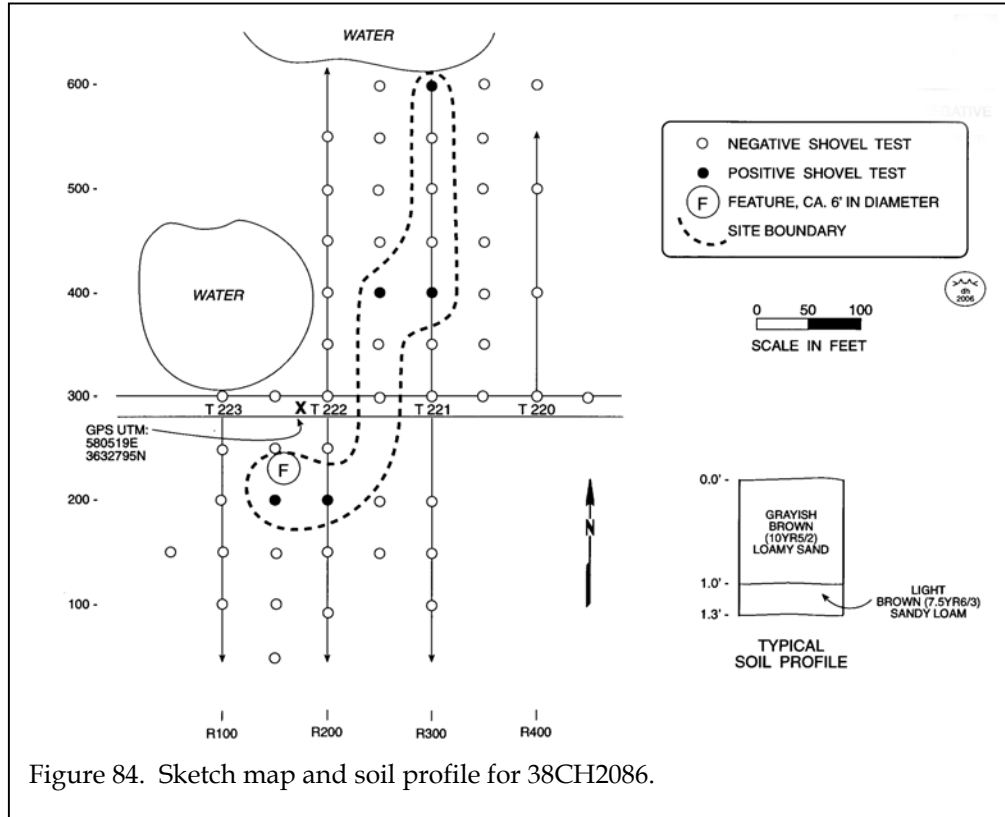 WATER
600 -
500 -
400 -
300 -
200 -
100 -
WATER
T 223
X
T 222
T 221
T 220
GPS UTM:
580519E
3632795N
F
R100
R200
R300
R400
NEGATIVE SHOVEL TEST
POSITIVE SHOVEL TEST
F
FEATURE, CA. 6' IN DIAMETER
SITE BOUNDARY
dh
2006
0 50 100
SCALE IN FEET
N
0.0'-
GRAYISH
BROWN
(10YR5/2)
LOAMY SAND
1.0'-
1.3'-
LIGHT
BROWN (7.5YR6/3)
SANDY LOAM
TYPICAL
SOIL PROFILE
Figure 84. Sketch map and soil profile for 38CH2086.